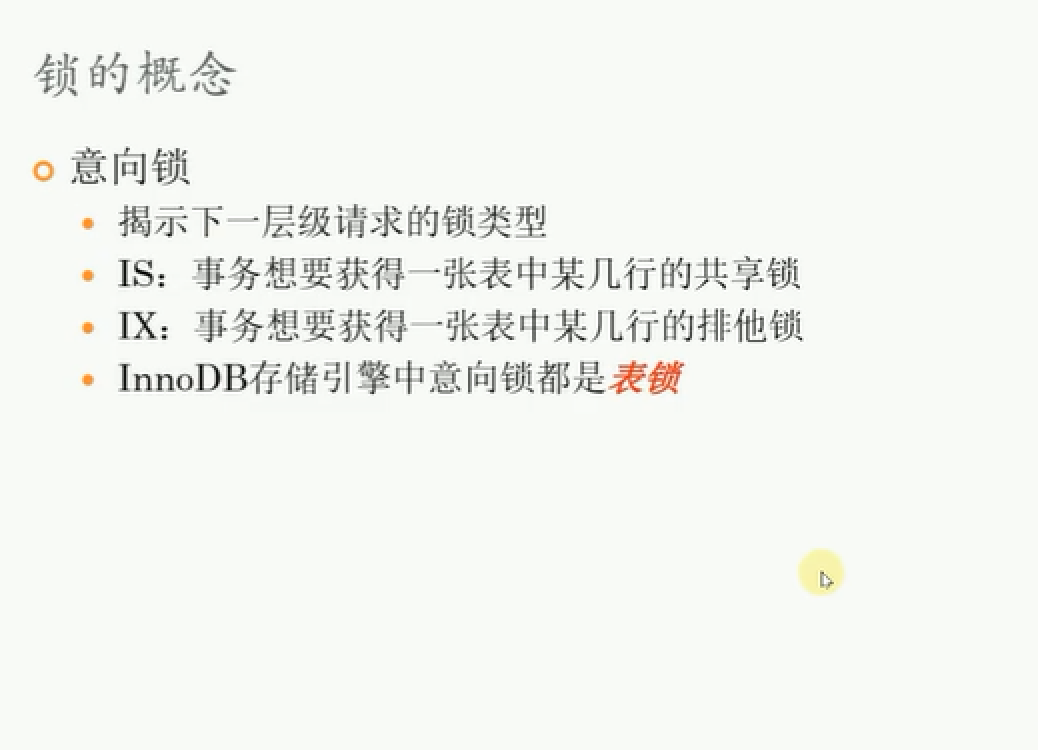 锁的概念
意向锁
揭示下一层级请求的锁类型
IS：事务想要获得一张表中某几行的共享锁
IX：事务想要获得一张表中某几行的排他锁
InnoDB存储引擎中意向锁都是表锁